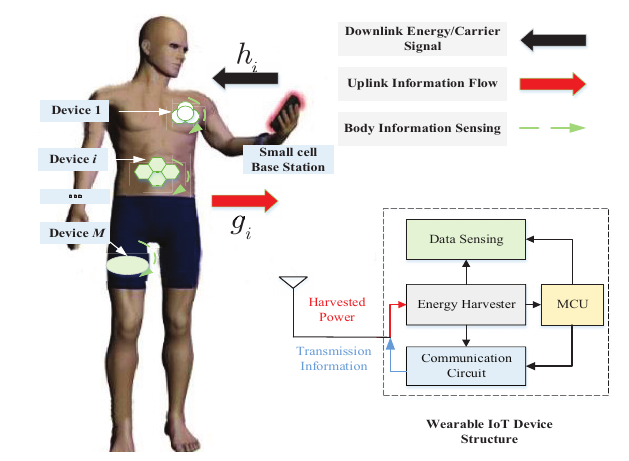 Downlink Energy/Carrier
Signal
Uplink Information Flow
Body Information Sensing
h_i
Device 1
Device i
...
Device M
Small cell
Base Station
g_i
Data Sensing
Energy Harvester
MCU
Communication
Circuit
Harvested
Power
Transmission
Information
Wearable IoT Device
Structure